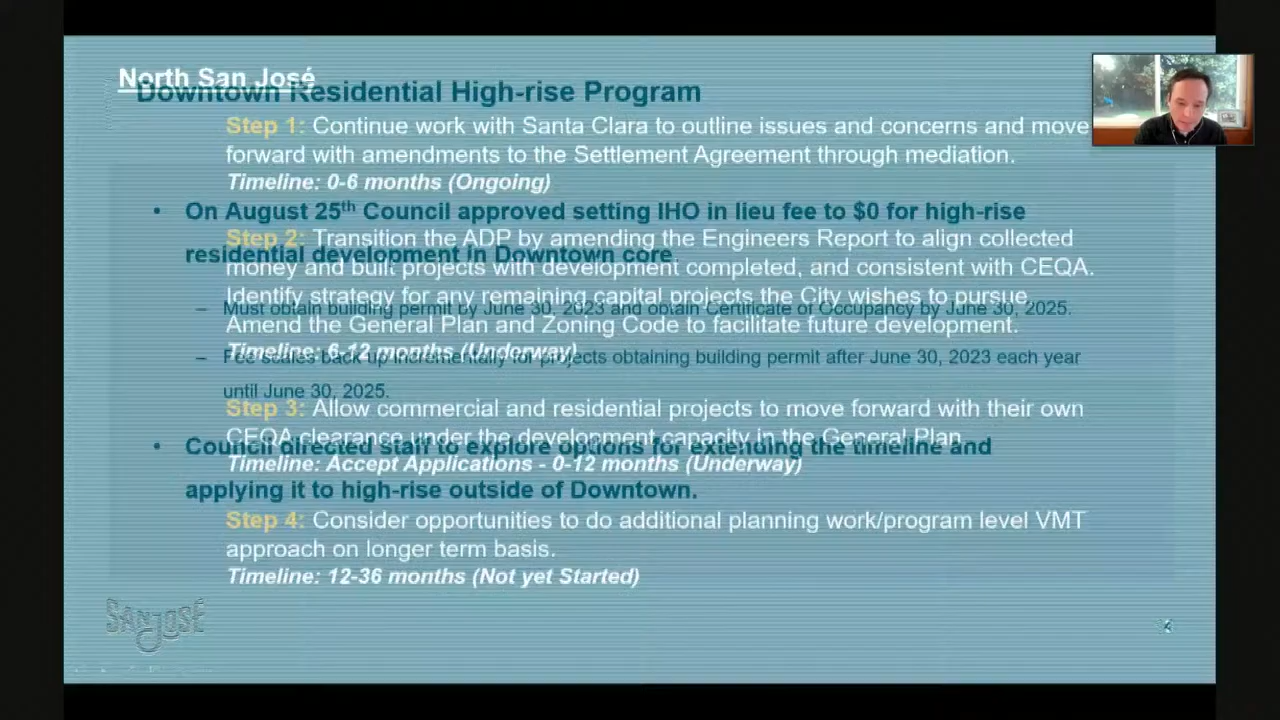 North San José
Downtown Residential High-rise Program
Step 1: Continue work with Santa Clara to outline issues and concerns and move
forward with amendments to the Settlement Agreement through mediation.
Timeline: 0-6 months (Ongoing)
• On August 25th Council approved setting IHO in lieu fee to $0 for high-rise
residential development in Downtown core
Step 2: Transition the ADP by amending the Engineers Report to align collected
money and built projects with development completed, and consistent with CEQA.
Identify strategy for any remaining capital projects the City wishes to pursue.
Amend the General Plan and Zoning Code to facilitate future development.
Timeline: 6-12 months (Underway)
– Must obtain building permit by June 30, 2023 and obtain Certificate of Occupancy by June 30, 2025.
– Fee scales back up incrementally for projects obtaining building permit after June 30, 2023 each year
until June 30, 2025.
Step 3: Allow commercial and residential projects to move forward with their own
CEQA clearance under the development capacity in the General Plan
Timeline: Accept Applications - 0-12 months (Underway)
• Council directed staff to explore options for extending the timeline and
applying it to high-rise outside of Downtown.
Step 4: Consider opportunities to do additional planning work/program level VMT
approach on longer term basis.
Timeline: 12-36 months (Not yet Started)
SAN JOSÉ